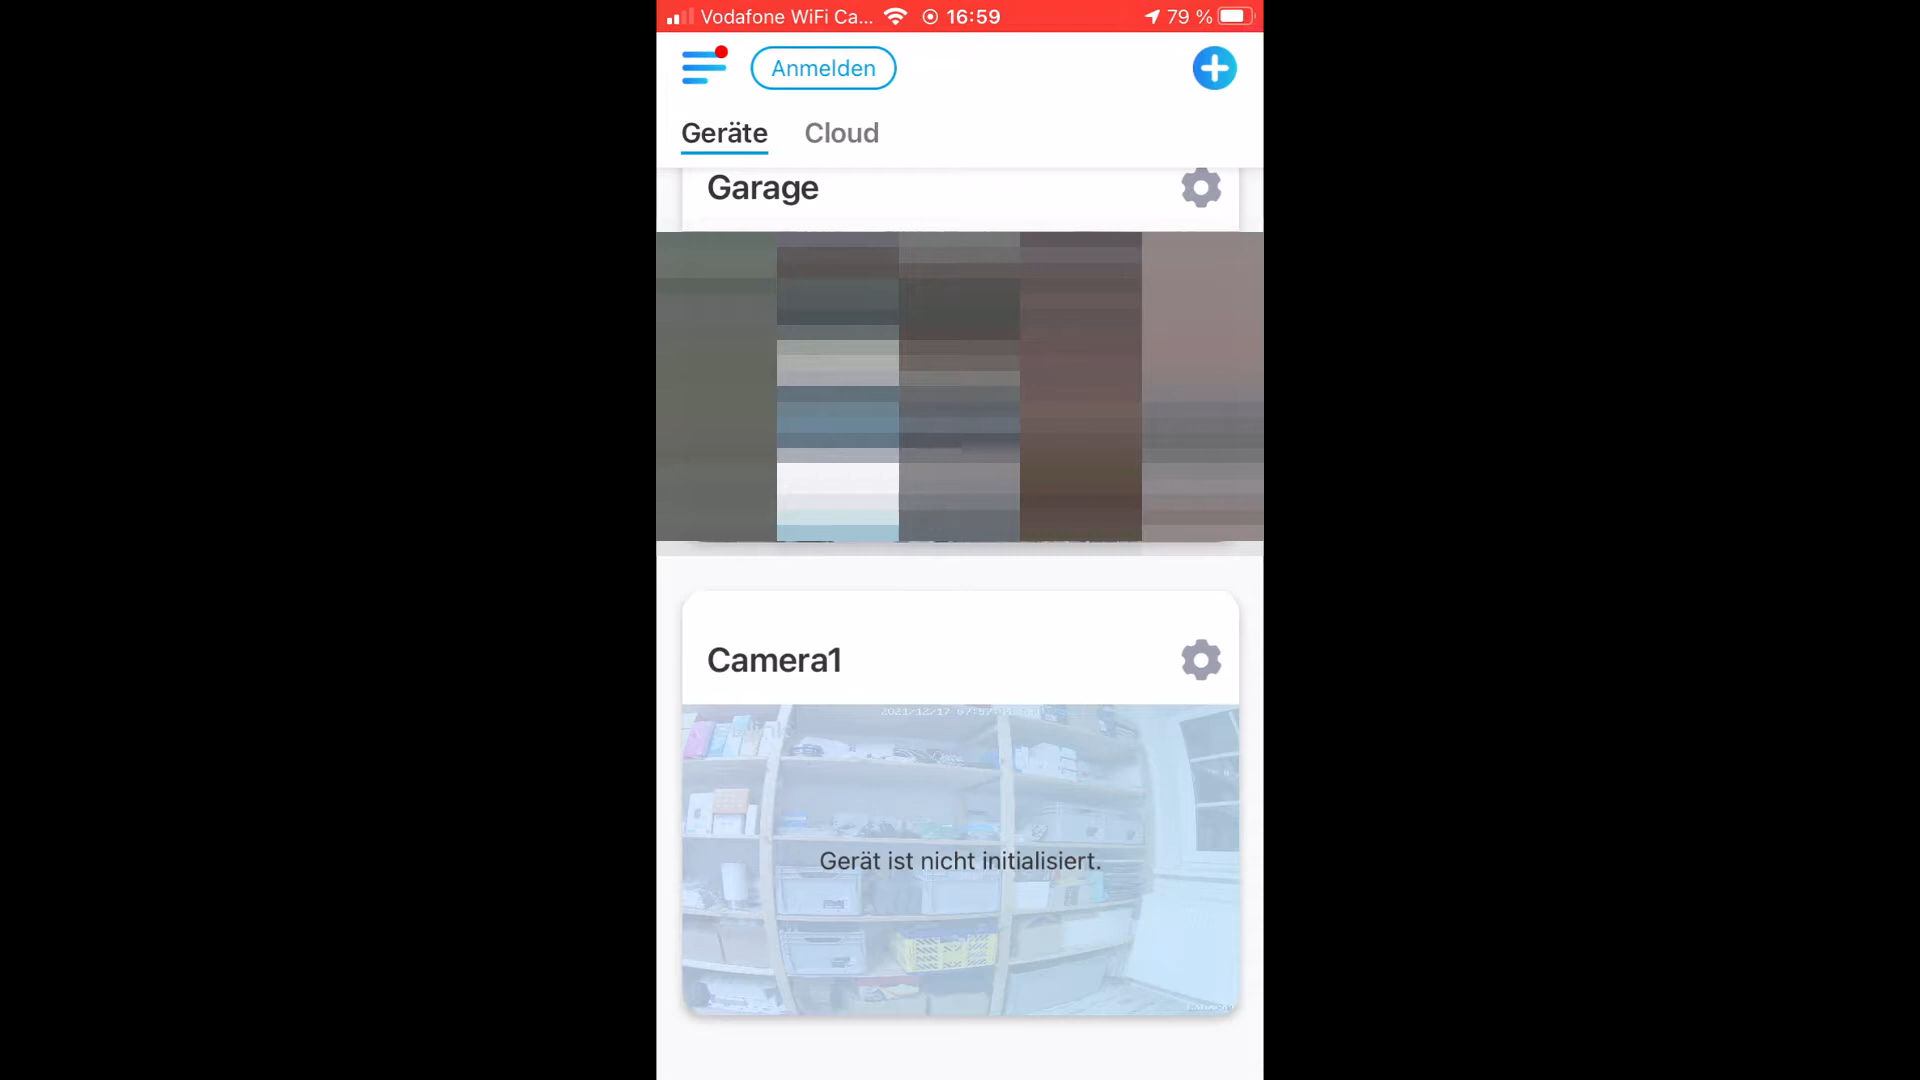 Vodafone WiFi Ca... 16:59 79 %
Anmelden
Geräte Cloud
Garage
Camera1
Gerät ist nicht initialisiert.